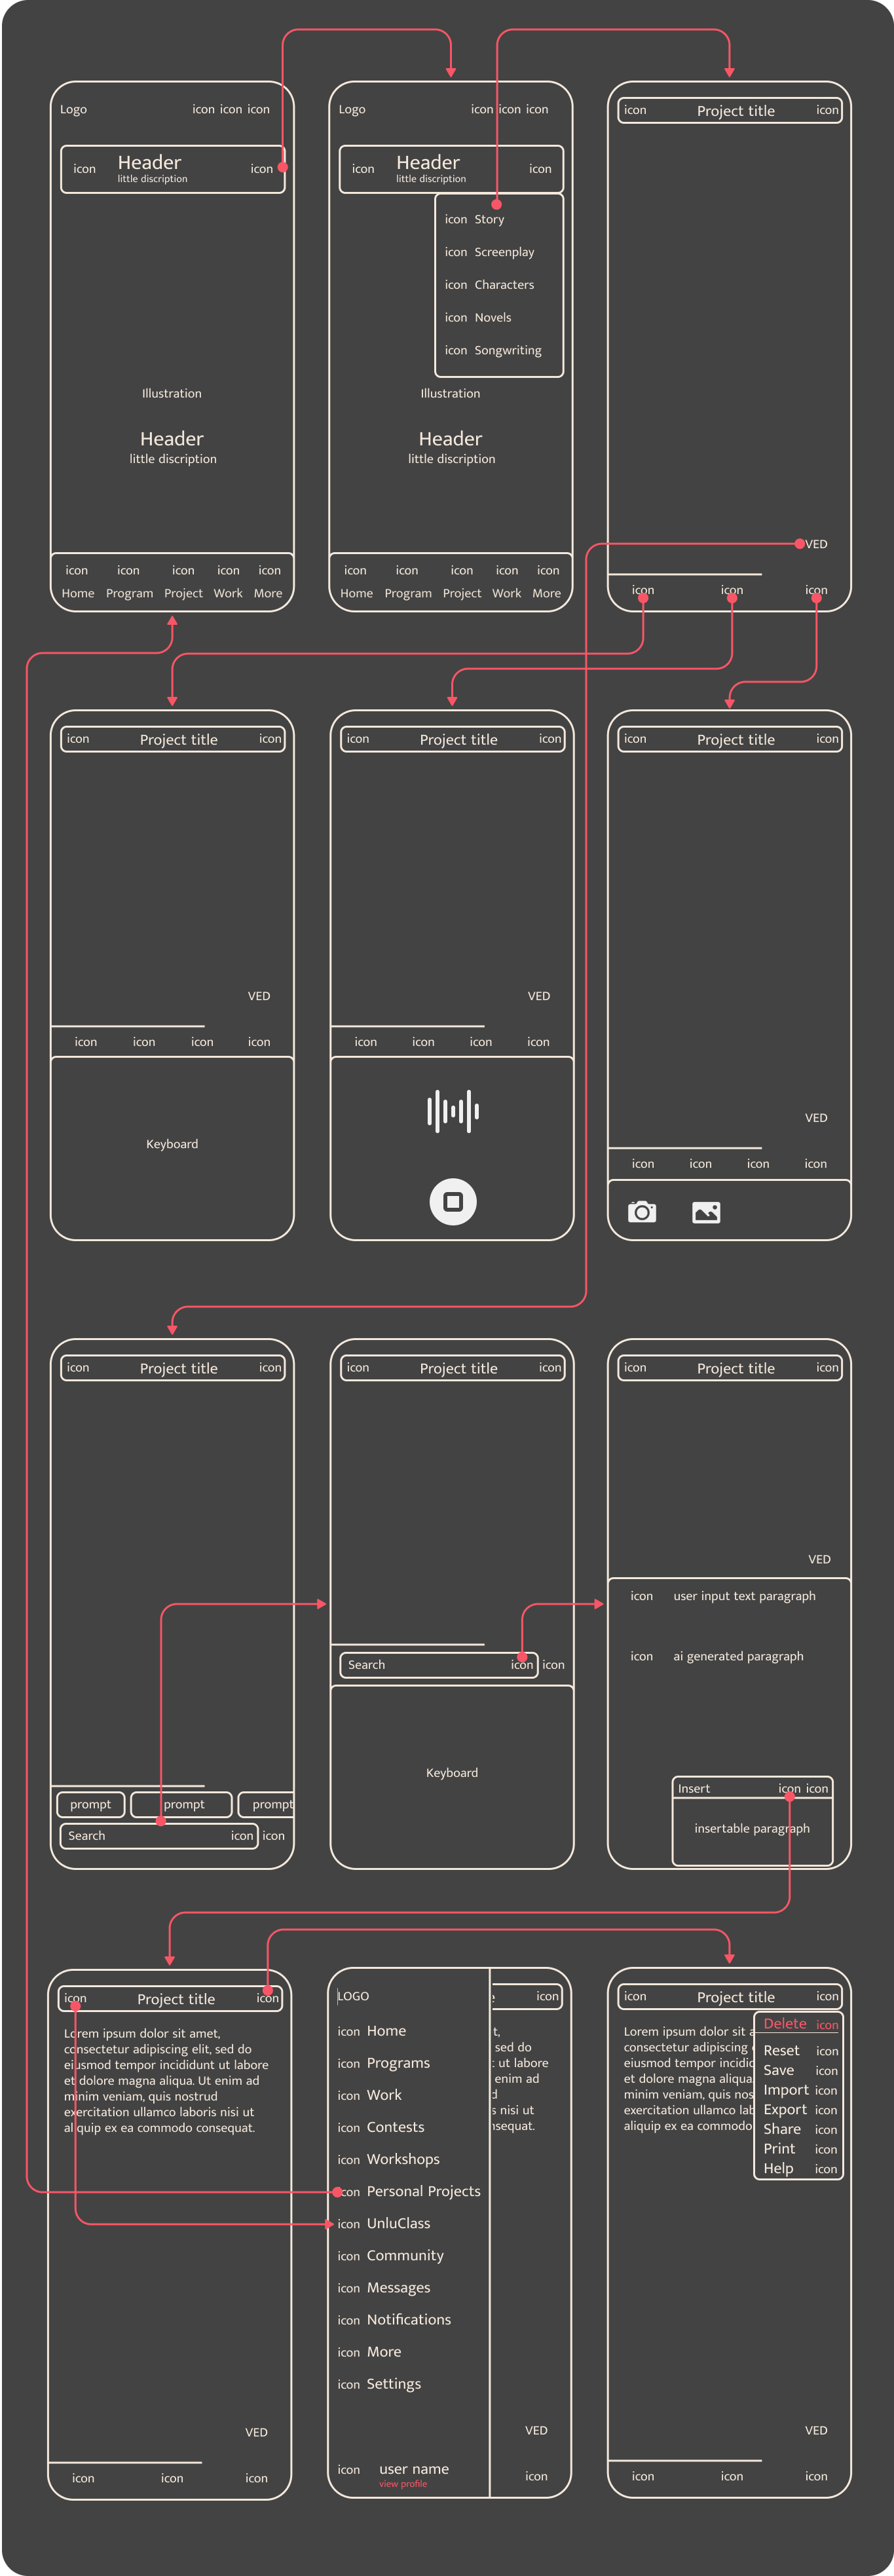 Logo
icon icon icon
icon
Header
little discription
icon
Illustration
Header
little discription
icon icon icon icon icon
Home Program Project Work More
Logo
icon icon icon
icon
Header
little discription
icon
icon Story
icon Screenplay
icon Characters
icon Novels
icon Songwriting
Illustration
Header
little discription
icon icon icon icon icon
Home Program Project Work More
icon Project title icon
VED
icon icon icon
icon Project title icon
VED
icon icon icon icon
Keyboard
icon Project title icon
VED
icon icon icon icon
icon Project title icon
VED
icon icon icon icon
icon Project title icon
prompt prompt prompt
Search icon icon
icon Project title icon
Search icon icon
Keyboard
icon Project title icon
VED
icon user input text paragraph
icon ai generated paragraph
Insert icon icon
insertable paragraph
icon Project title icon
Lorem ipsum dolor sit amet,
consectetur adipiscing elit, sed do
eiusmod tempor incididunt ut labore
et dolore magna aliqua. Ut enim ad
minim veniam, quis nostrud
exercitation ullamco laboris nisi ut
aliquip ex ea commodo consequat.
VED
icon icon icon
LOGO
icon Home
icon Programs
icon Work
icon Contests
icon Workshops
icon Personal Projects
icon UnluClass
icon Community
icon Messages
icon Notifications
icon More
icon Settings
icon user name
view profile
icon
t,
sed do
ut labore
enim ad
d
s nisi ut
nsequat.
VED
icon
icon Project title icon
Lorem ipsum dolor sit a
consectetur adipiscing
eiusmod tempor incidid
et dolore magna aliqua
minim veniam, quis nos
exercitation ullamco lab
aliquip ex ea commodo
Delete icon
Reset icon
Save icon
Import icon
Export icon
Share icon
Print icon
Help icon
VED
icon icon icon